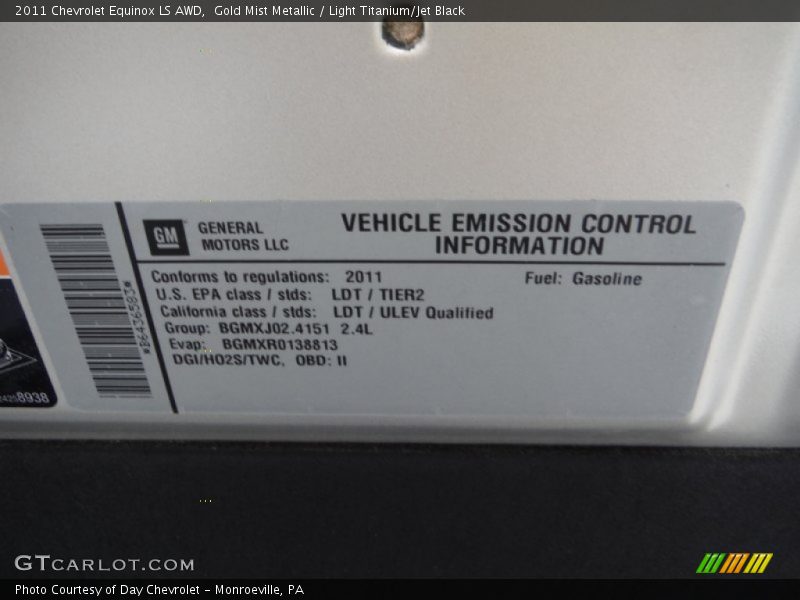 2011 Chevrolet Equinox LS AWD,  Gold Mist Metallic / Light Titanium/Jet Black
GM
GENERAL
MOTORS LLC
VEHICLE EMISSION CONTROL
INFORMATION
Conforms to regulations: 2011
Fuel: Gasoline
U.S. EPA class / stds: LDT / TIER2
California class / stds: LDT / ULEV Qualified
Group: BGMXJ02.4151 2.4L
Evap: BGMXR0138813
DGI/HO2S/TWC, OBD: II
*B6436583*
GTCARLOT.COM
Photo Courtesy of Day Chevrolet - Monroeville, PA